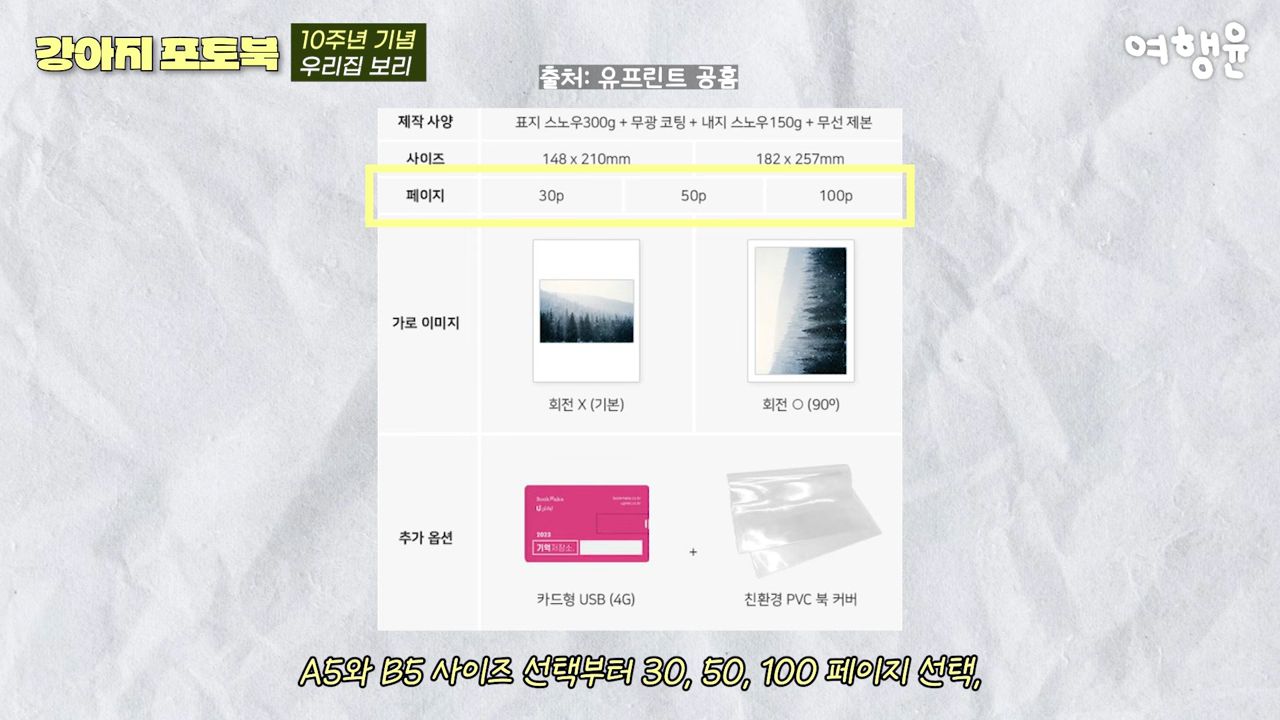 강아지 포토북
10주년 기념
우리집 보리
여행윤
출처: 유프린트 공홈
제작 사양 표지 스노우300g + 무광 코팅 + 내지 스노우150g + 무선 제본
사이즈 148 x 210mm 182 x 257mm
페이지 30p 50p 100p
가로 이미지
회전 X (기본) 회전 O (90º)
추가 옵션
2023
기억저장소.
+
카드형 USB (4G) 친환경 PVC 북 커버
A5와 B5 사이즈 선택부터 30, 50, 100 페이지 선택,